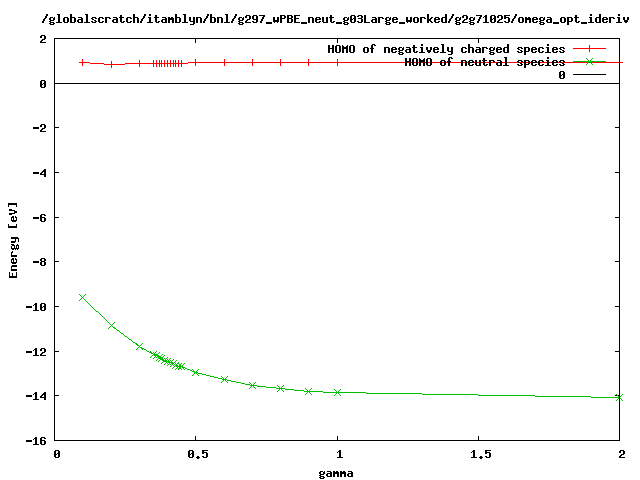 /globalscratch/itamblyn/bnl/g297_wPBE_neut_g03Large_worked/g2g71025/omega_opt_ideriv
2
HOMO of negatively charged species
HOMO of neutral species
0
0
-2
-4
-6
Energy [eV]
-8
-10
-12
-14
-16
0 0.5 1 1.5 2
gamma